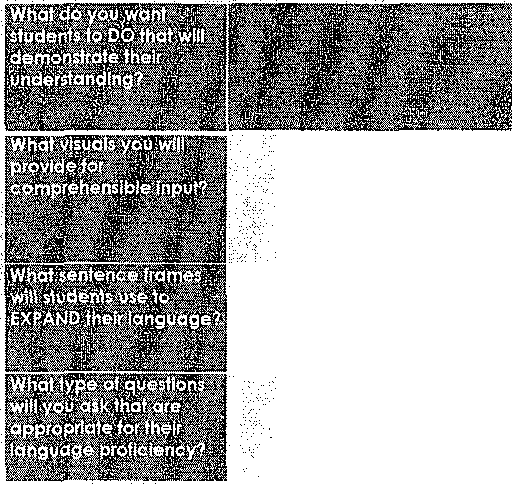 What do you want
students to DO that will
demonstrate their
understanding?
What visuals you will
provide for
comprehensible input?
What sentence frames
will students use to
EXPAND their language?
What type of questions
will you ask that are
appropriate for their
language proficiency?